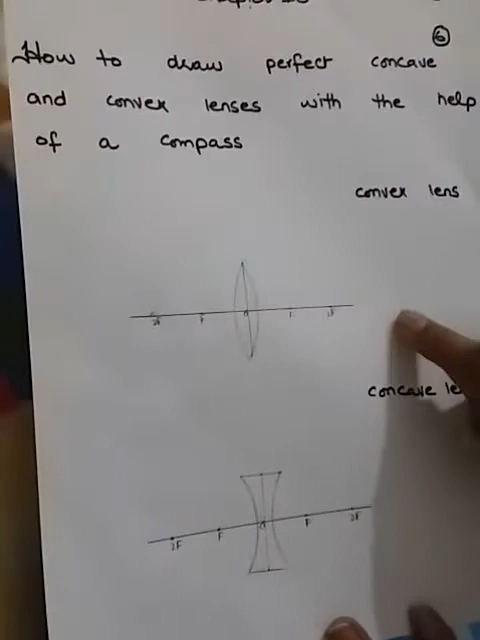 6
How to draw perfect concave
and convex lenses with the help
of a compass
convex lens
2F F O F 2F
concave le
2F F O F 2F